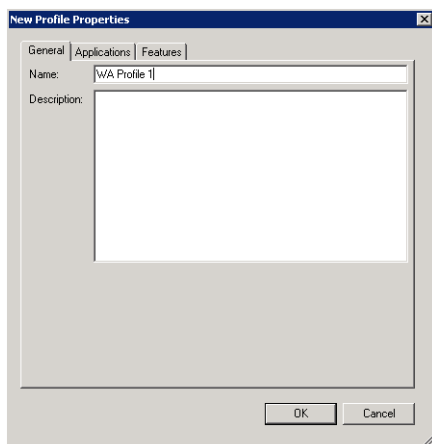 New Profile Properties
General Applications Features
Name: WA Profile 1
Description:
OK Cancel